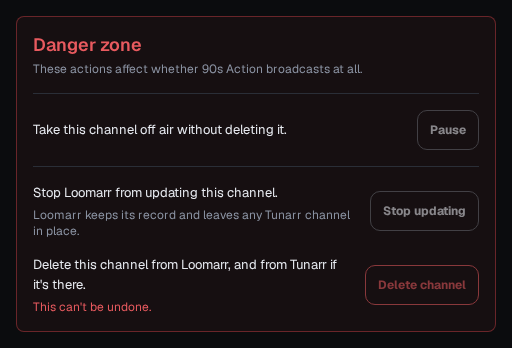 Danger zone
These actions affect whether 90s Action broadcasts at all.
Take this channel off air without deleting it.
Pause
Stop Loomarr from updating this channel.
Loomarr keeps its record and leaves any Tunarr channel
in place.
Stop updating
Delete this channel from Loomarr, and from Tunarr if
it's there.
This can't be undone.
Delete channel